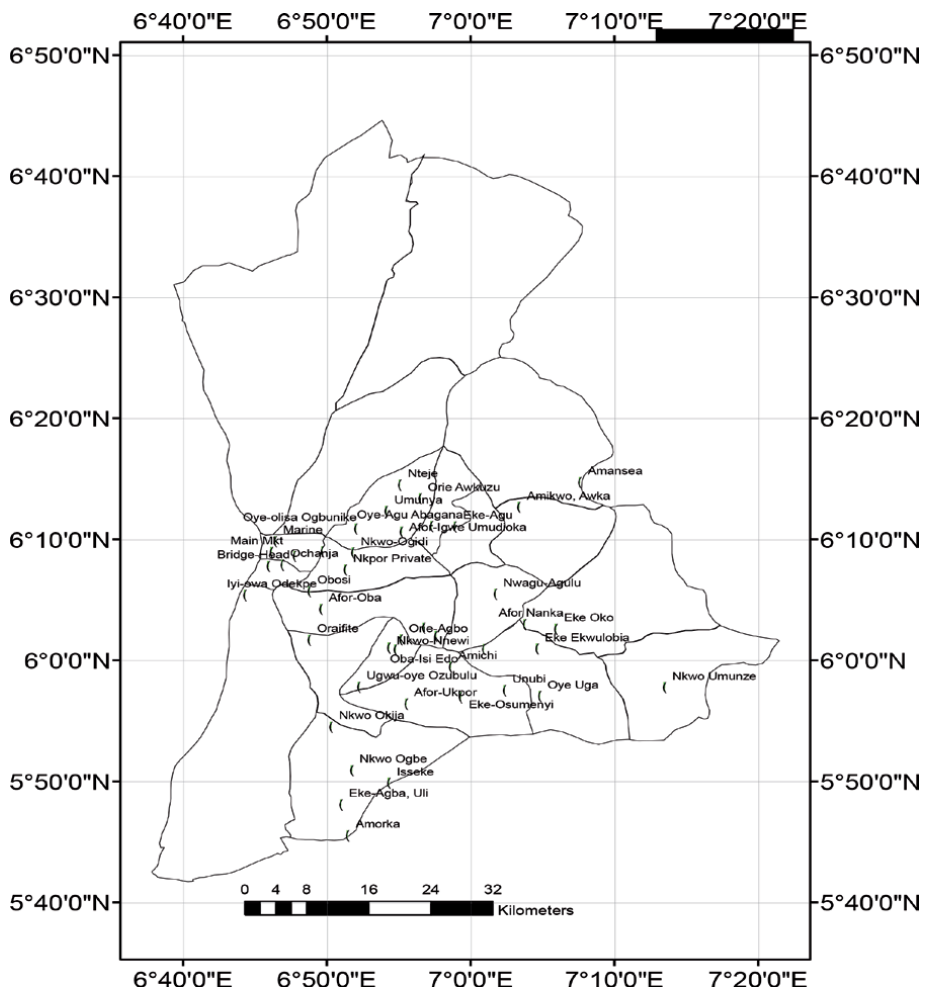 6°40'0"E 6°50'0"E 7°0'0"E 7°10'0"E 7°20'0"E
6°50'0"N 6°50'0"N
6°40'0"N 6°40'0"N
6°30'0"N 6°30'0"N
6°20'0"N 6°20'0"N
Amansea
Nteje
Orie Awkuzu
Amikwo, Awka
Umunya
Oye-olisa Ogbunike Oye-Agu Abagana Eke-Agu
Marine Afor-Igwe Umudioka
6°10'0"N 6°10'0"N
Main Mkt Nkwo-Ogidi
Bridge-Head Ochanja Nkpor Private
Iyi-owa Odekpe Obosi Nwagu-Agulu
Afor-Oba
Afor Nanka Eke Oko
Oraifite Orie-Agbo
Nkwo-Nnewi Eke Ekwulobia
6°0'0"N 6°0'0"N
Oba-Isi Edo Amichi
Ugwu-oye Ozubulu Unubi Nkwo Umunze
Afor-Ukpor Oye Uga
Eke-Osumenyi
Nkwo Okija
Nkwo Ogbe
Isseke
5°50'0"N 5°50'0"N
Eke-Agba, Uli
Amorka
0 4 8 16 24 32
Kilometers
5°40'0"N 5°40'0"N
6°40'0"E 6°50'0"E 7°0'0"E 7°10'0"E 7°20'0"E